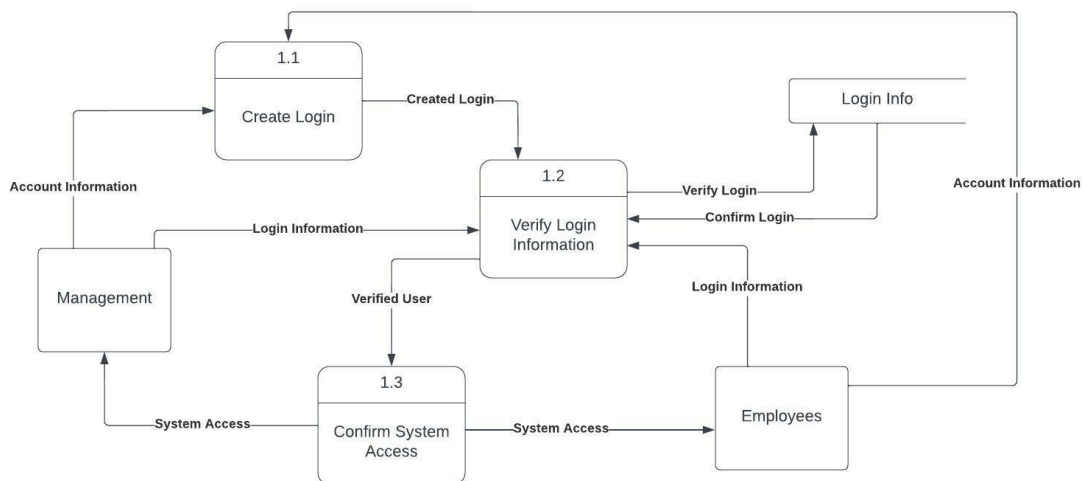 1.1
Create Login
Created Login
Login Info
Account Information
1.2
Verify Login
Account Information
Verify Login
Information
Confirm Login
Login Information
Login Information
Management
Verified User
1.3
Confirm System
Access
System Access
System Access
Employees